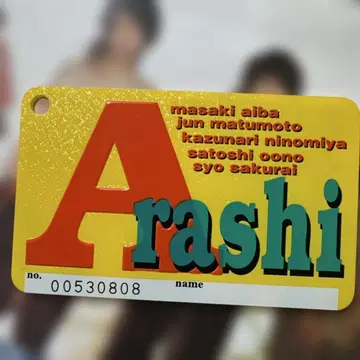 masaki aiba
jun matumoto
kazunari ninomiya
satoshi oono
syo sakurai
Arashi
no. 00530808 name